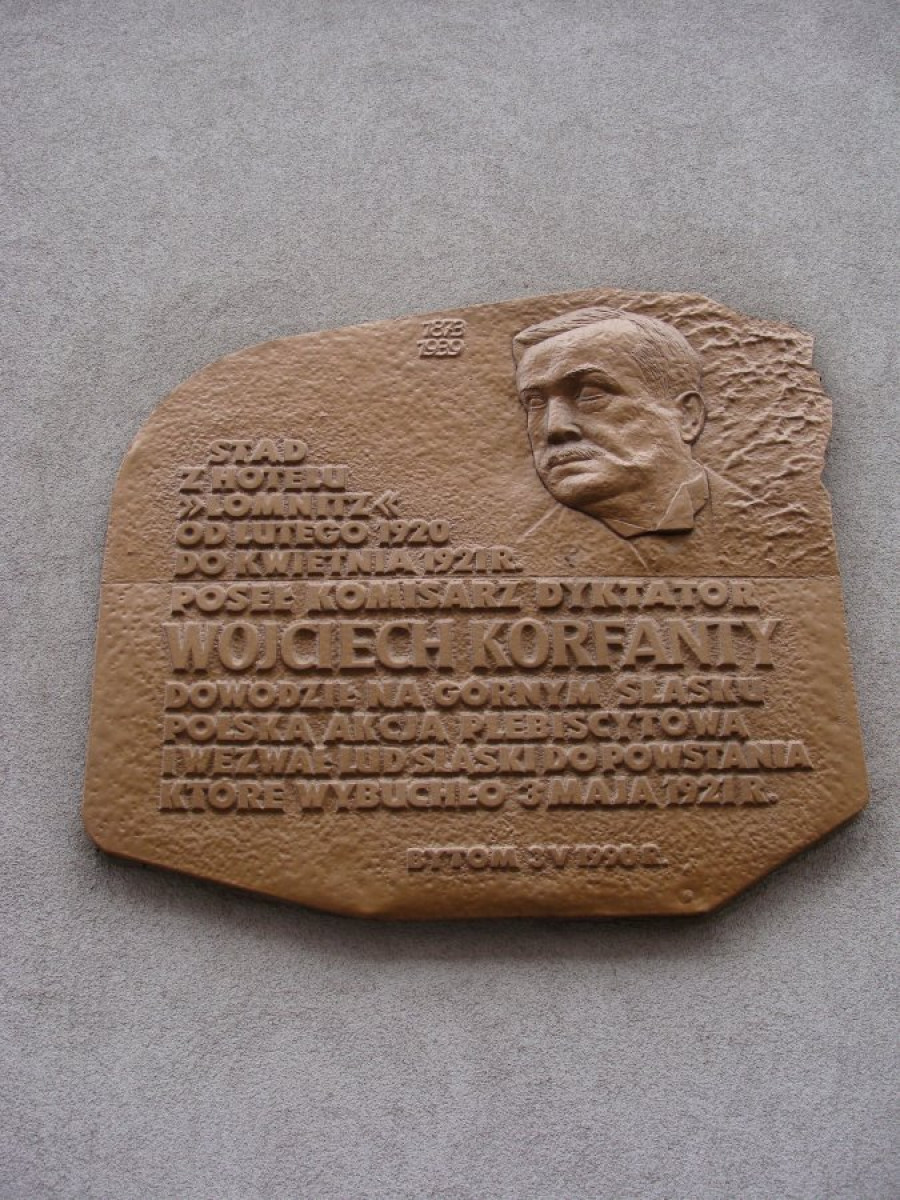 1873
1939
STĄD
Z HOTELU
»ŁOMNITZ«
OD LUTEGO 1920
DO KWIETNIA 1921 R.
POSEŁ KOMISARZ DYKTATOR
WOJCIECH KORFANTY
DOWODZIŁ NA GÓRNYM ŚLĄSKU
POLSKĄ AKCJĄ PLEBISCYTOWĄ
I WEZWAŁ LUD ŚLĄSKI DO POWSTANIA
KTÓRE WYBUCHŁO 3 MAJA 1921 R.
BYTOM 3 V 1990 R.